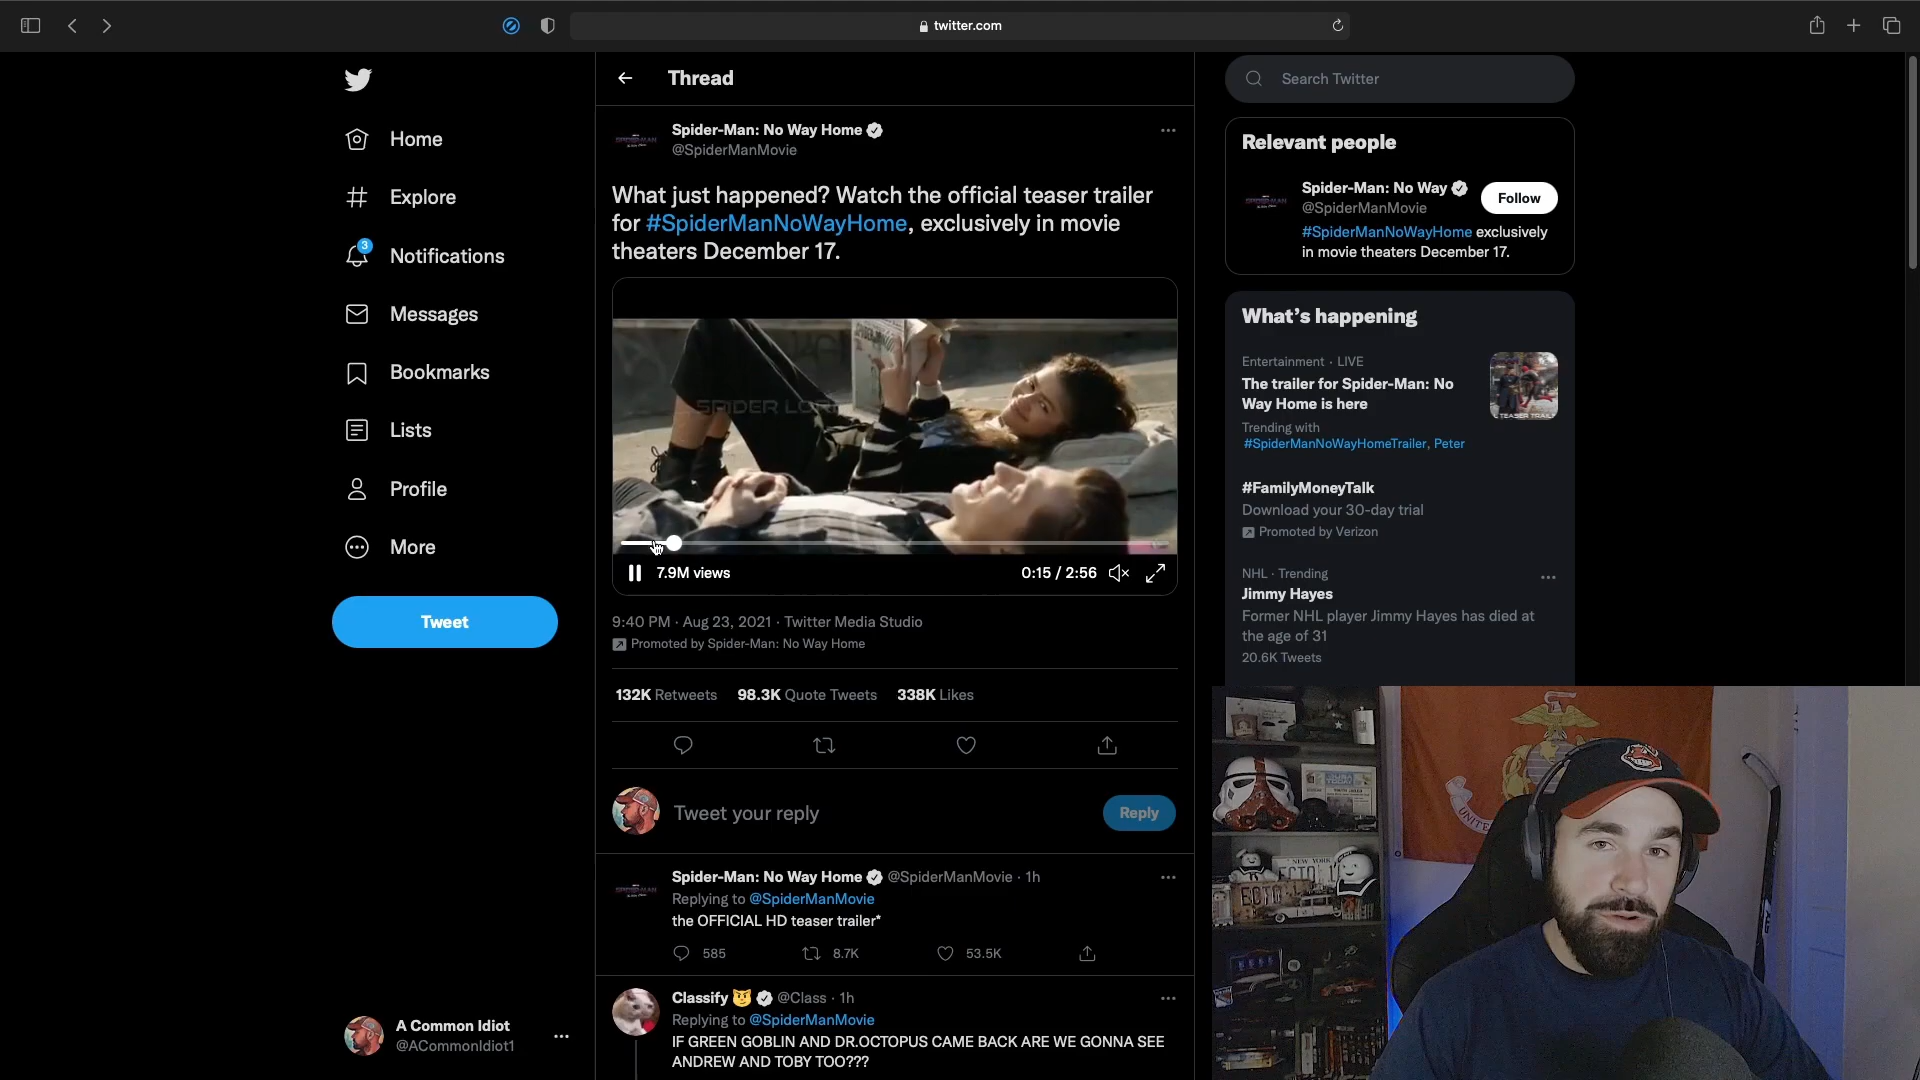 twitter.com
Home
Explore
3
Notifications
Messages
Bookmarks
Lists
Profile
More
Tweet
A Common Idiot
@ACommonIdiot1
Thread
Spider-Man: No Way Home
@SpiderManMovie
What just happened? Watch the official teaser trailer
for #SpiderManNoWayHome, exclusively in movie
theaters December 17.
SPIDER
7.9M views
0:15 / 2:56
9:40 PM · Aug 23, 2021 · Twitter Media Studio
Promoted by Spider-Man: No Way Home
132K Retweets 98.3K Quote Tweets 338K Likes
Tweet your reply
Reply
Spider-Man: No Way Home @SpiderManMovie · 1h
Replying to @SpiderManMovie
the OFFICIAL HD teaser trailer*
585 8.7K 53.5K
Classify @Class · 1h
Replying to @SpiderManMovie
IF GREEN GOBLIN AND DR.OCTOPUS CAME BACK ARE WE GONNA SEE
ANDREW AND TOBY TOO???
Search Twitter
Relevant people
Spider-Man: No Way
@SpiderManMovie
Follow
#SpiderManNoWayHome exclusively
in movie theaters December 17.
What's happening
Entertainment · LIVE
The trailer for Spider-Man: No
Way Home is here
Trending with
#SpiderManNoWayHomeTrailer, Peter
#FamilyMoneyTalk
Download your 30-day trial
Promoted by Verizon
NHL · Trending
Jimmy Hayes
Former NHL player Jimmy Hayes has died at
the age of 31
20.6K Tweets
UNITE
NEW YORK
ECTO
ECTO